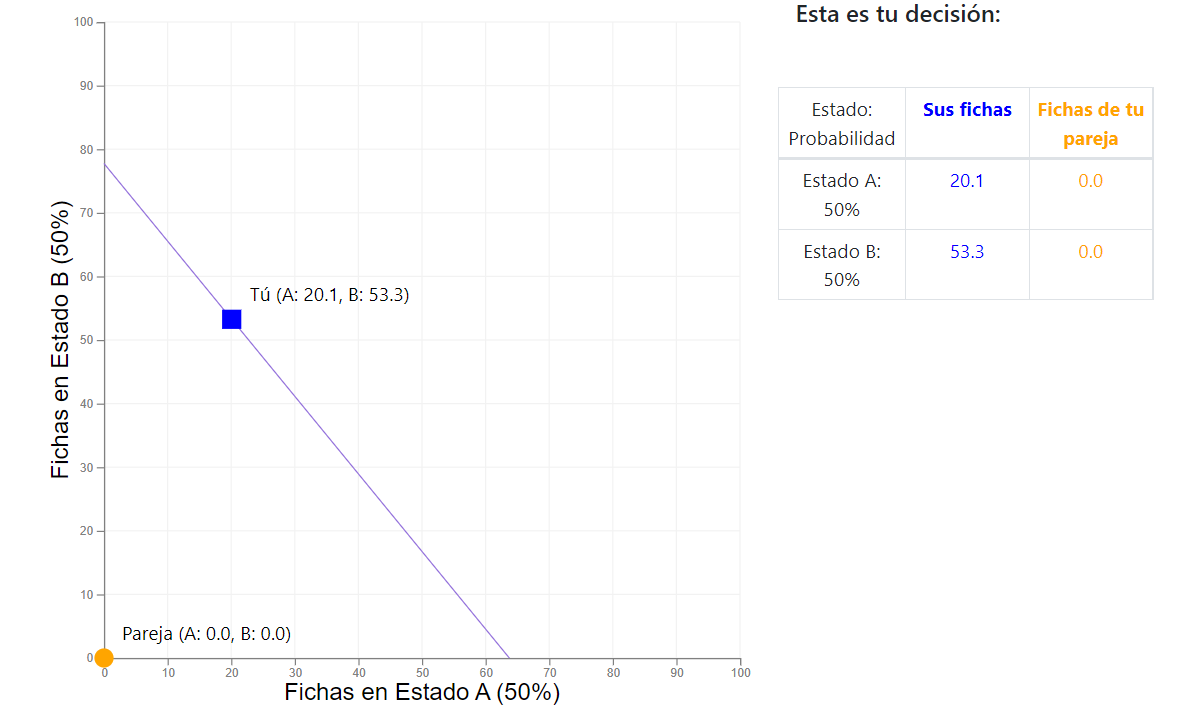 Esta es tu decisión:
Estado: Probabilidad
Sus fichas
Fichas de tu pareja
Estado A: 50%
20.1
0.0
Estado B: 50%
53.3
0.0
Fichas en Estado B (50%)
100
90
80
70
60
50
40
30
20
10
0
Tú (A: 20.1, B: 53.3)
Pareja (A: 0.0, B: 0.0)
0 10 20 30 40 50 60 70 80 90 100
Fichas en Estado A (50%)